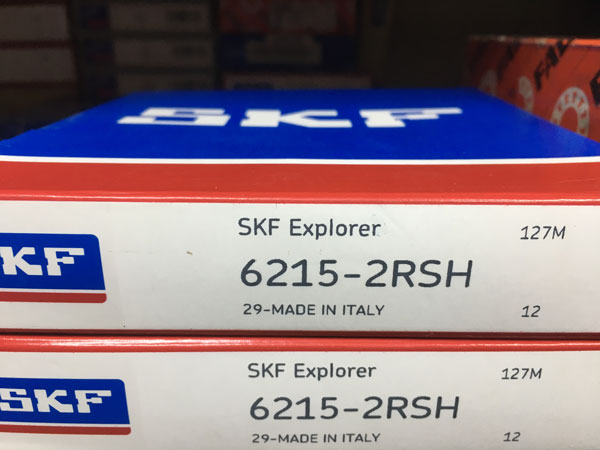 SKF
SKF Explorer 127M
SKF 6215-2RSH
29-MADE IN ITALY 12
SKF Explorer 127M
SKF 6215-2RSH
29-MADE IN ITALY 12